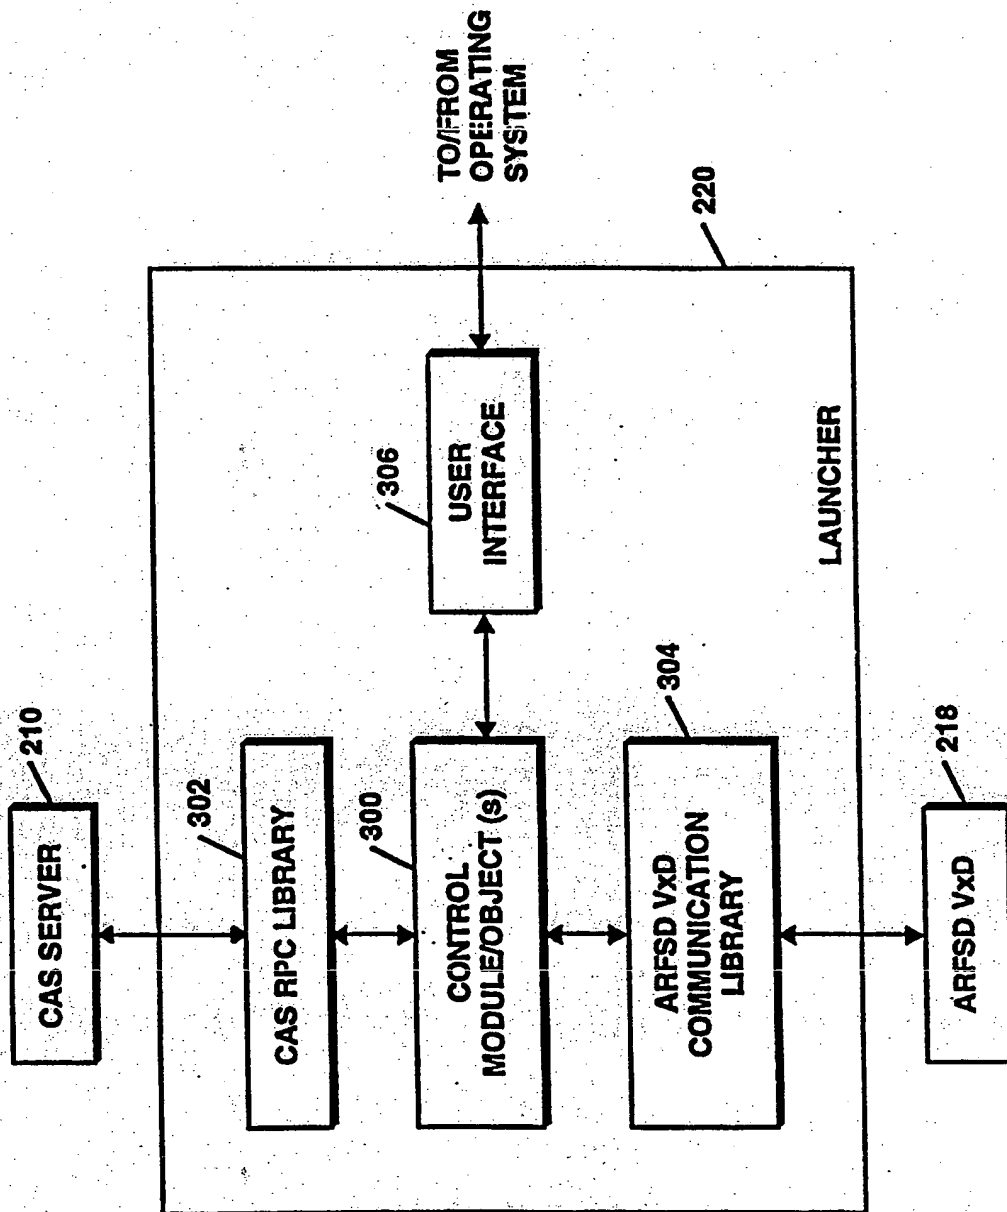 210
CAS SERVER
302
CAS RPC LIBRARY
300
CONTROL
MODULE/OBJECT (s)
304
ARFSD VxD
COMMUNICATION
LIBRARY
218
ARFSD VxD
306
USER
INTERFACE
TO/FROM
OPERATING
SYSTEM
220
LAUNCHER